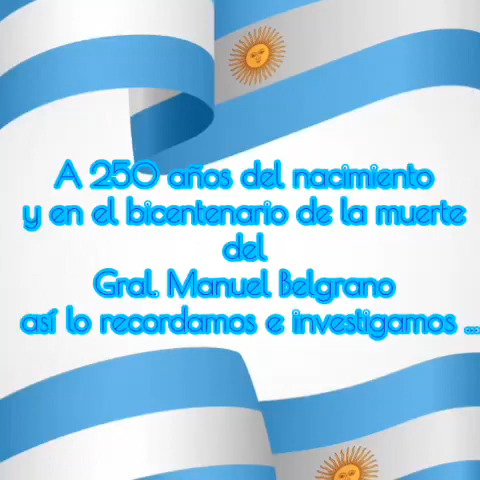 A 250 años del nacimiento
y en el bicentenario de la muerte
del
Gral. Manuel Belgrano
así lo recordamos e investigamos ...